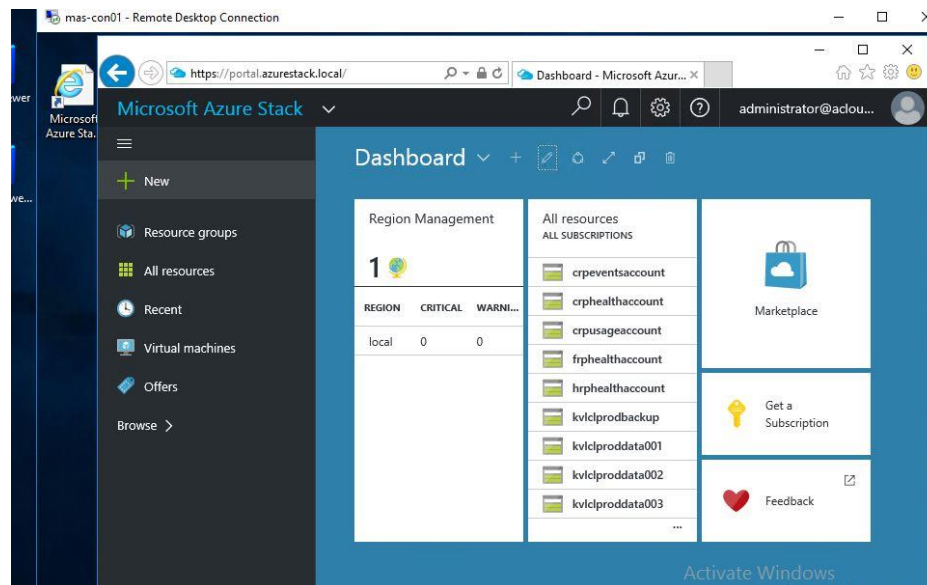 mas-con01 - Remote Desktop Connection
https://portal.azurestack.local/
Dashboard - Microsoft Azur...
wer
Microsoft
Azure Sta.
we...
Microsoft Azure Stack
administrator@aclou...
New
Resource groups
All resources
Recent
Virtual machines
Offers
Browse >
Dashboard
Region Management
1
REGION CRITICAL WARNI...
local 0 0
All resources
ALL SUBSCRIPTIONS
crpeventsaccount
crphealthaccount
crpusageaccount
frphealthaccount
hrphealthaccount
kvlclprodbackup
kvlclproddata001
kvlclproddata002
kvlclproddata003
...
Marketplace
Get a
Subscription
Feedback
Activate Windows